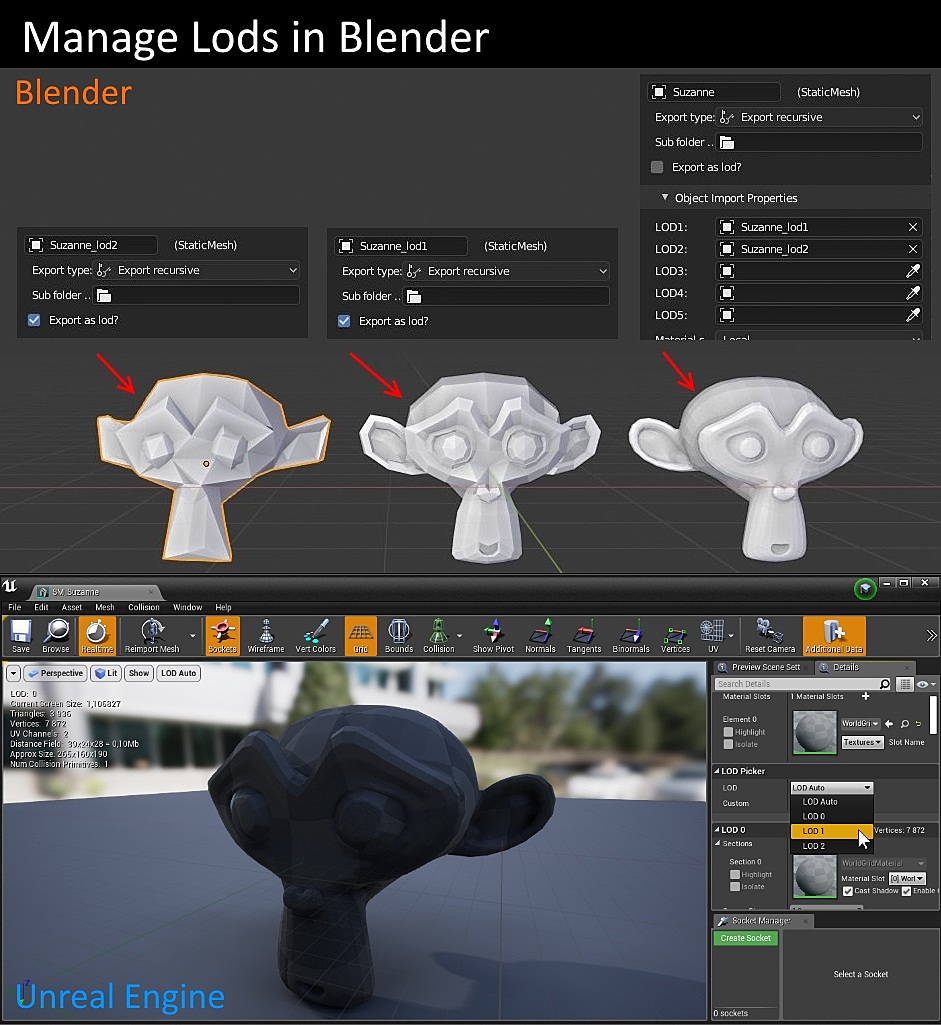 Manage Lods in Blender
Blender
Suzanne (StaticMesh)
Export type: Export recursive
Sub folder ..
Export as lod?
Object Import Properties
LOD1: Suzanne_lod1
LOD2: Suzanne_lod2
LOD3:
LOD4:
LOD5:
Suzanne_lod2 (StaticMesh)
Export type: Export recursive
Sub folder ..
Export as lod?
Suzanne_lod1 (StaticMesh)
Export type: Export recursive
Sub folder ..
Export as lod?
SM_Suzanne
File Edit Asset Mesh Collision Window Help
Save Browse Realtime Reimport Mesh Sockets Wireframe Vert Colors Grid Bounds Collision Show Pivot Normals Tangents Binormals Vertices UV Reset Camera Additional Data
Perspective Lit Show LOD Auto
LOD: 0
Current Screen Size: 1,106827
Triangles: 3 936
Vertices: 7 872
UV Channels: 2
Distance Field: 39x24x28 = 0,10Mb
Approx Size: 265x160x190
Num Collision Primitives: 1
Preview Scene Sett Details
Search Details
Material Slots 1 Material Slots
Element 0 WorldGri
Highlight
Isolate Textures Slot Name
LOD Picker
LOD LOD Auto
Custom LOD Auto
LOD 0
LOD 0 LOD 1 Vertices: 7 872
Sections LOD 2
Section 0 WorldGridMaterial
Highlight Material Slot [0] Worl
Isolate Cast Shadow Enable
Socket Manager
Create Socket
Select a Socket
0 sockets
Unreal Engine